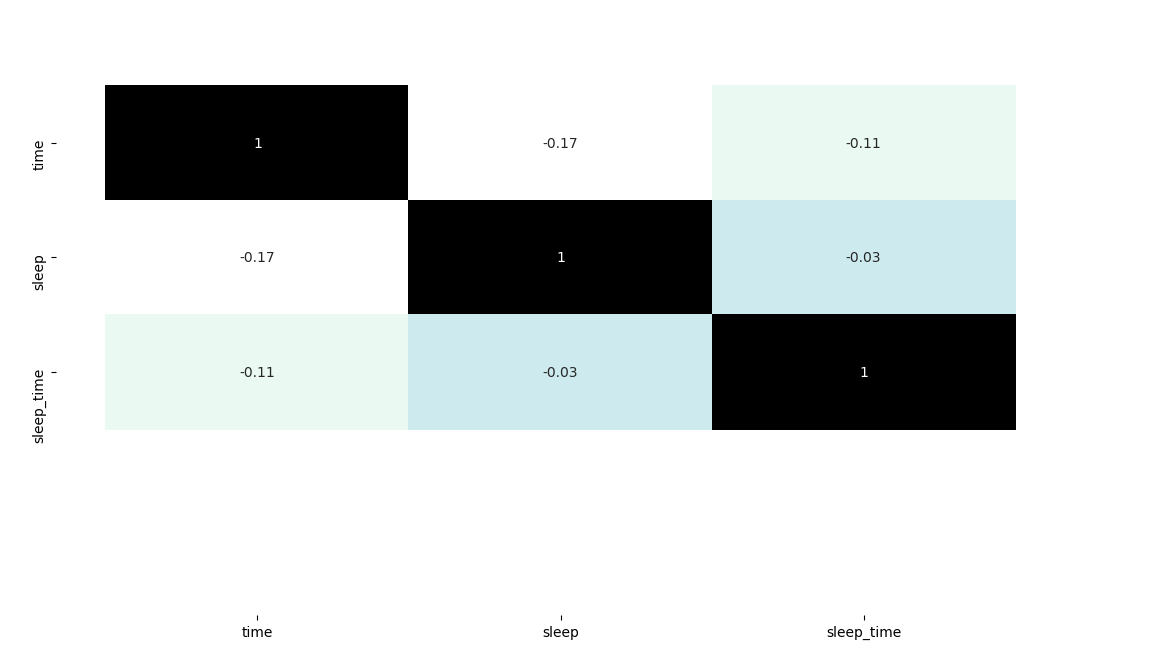 time 1 -0.17 -0.11
sleep -0.17 1 -0.03
sleep_time -0.11 -0.03 1
time sleep sleep_time